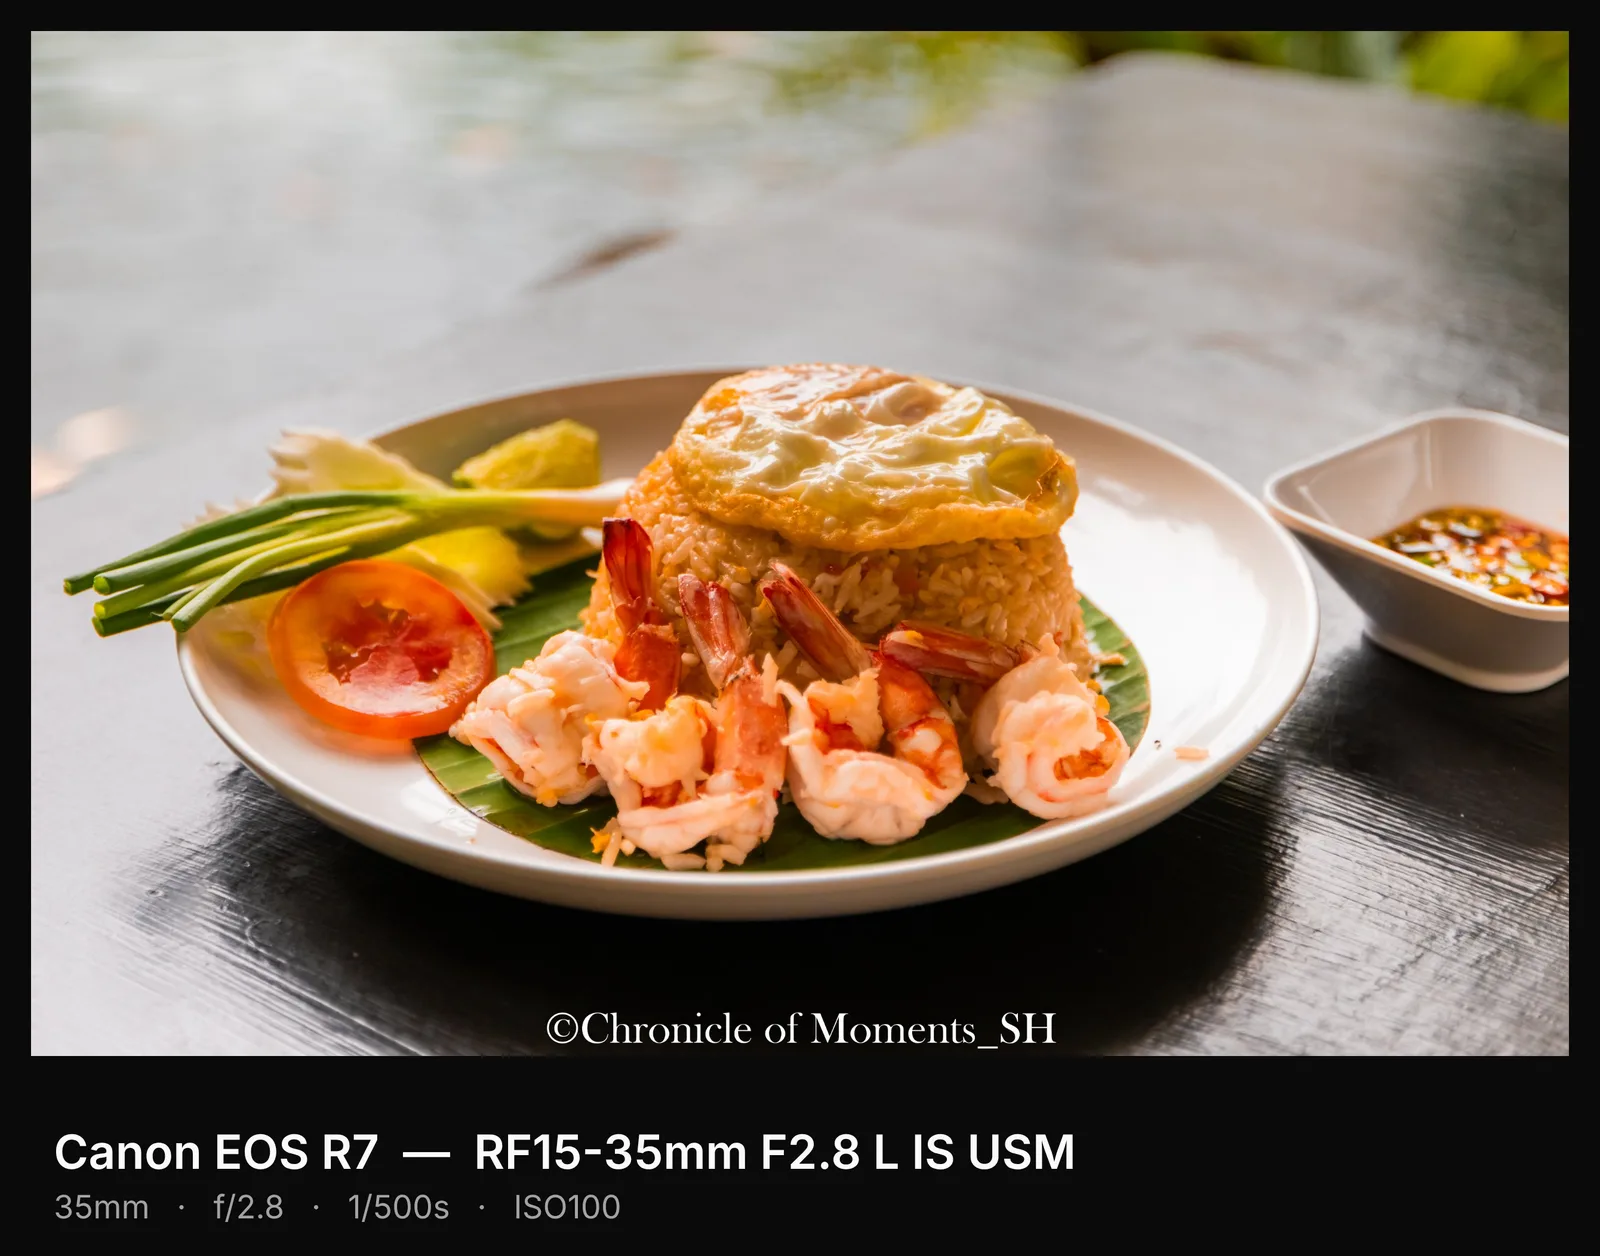 ©Chronicle of Moments_SH
Canon EOS R7 — RF15-35mm F2.8 L IS USM
35mm · f/2.8 · 1/500s · ISO100